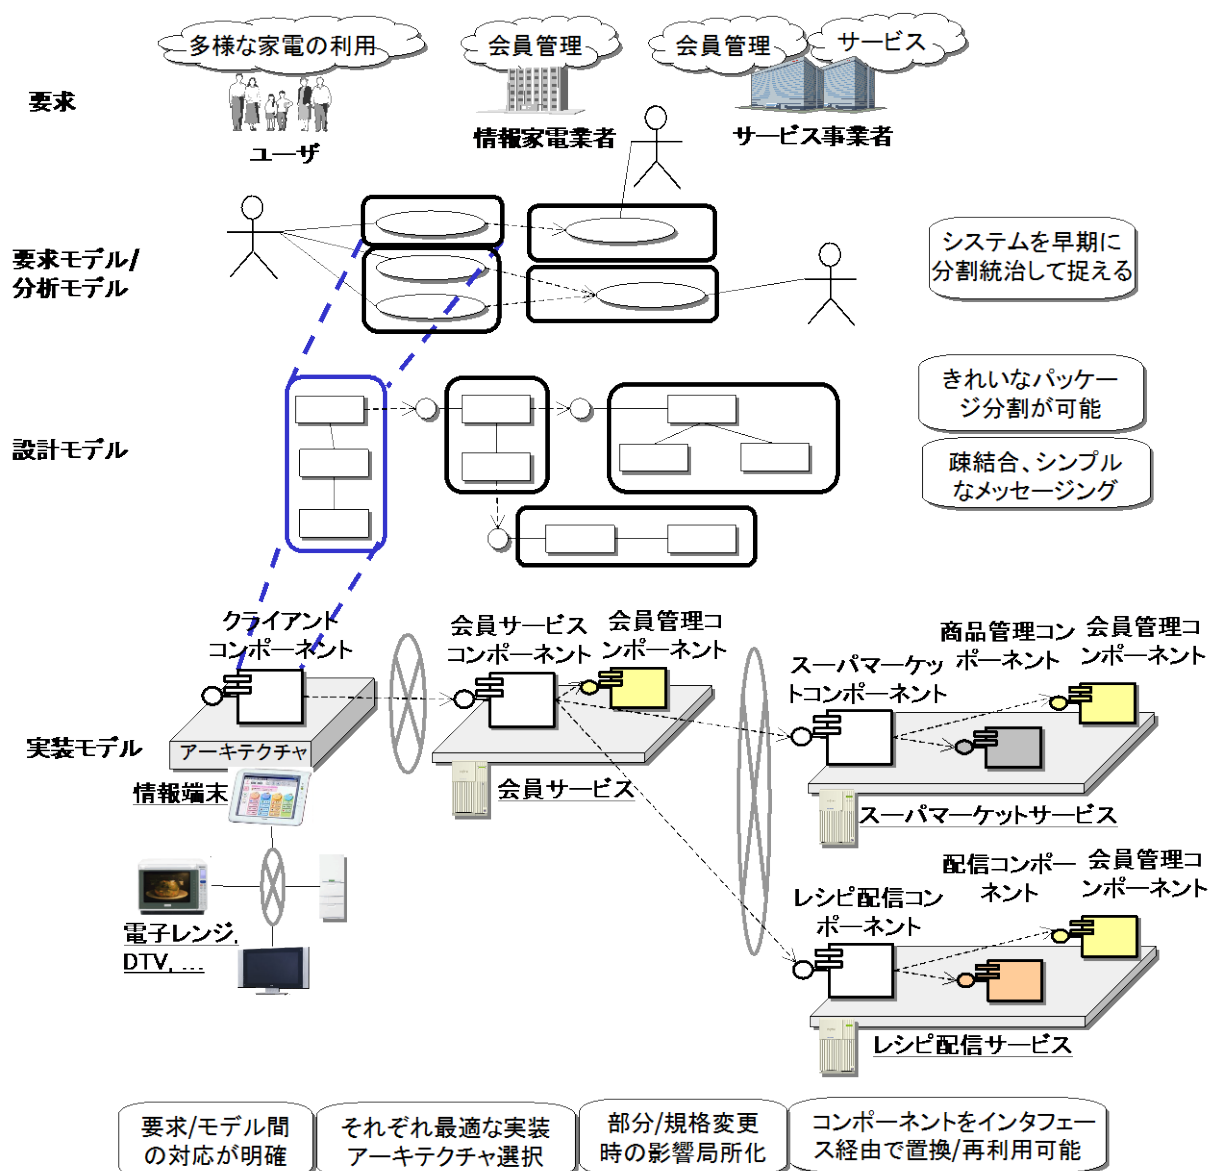 多様な家電の利用
会員管理
会員管理
サービス
要求
ユーザ
情報家電業者
サービス事業者
要求モデル/
分析モデル
システムを早期に
分割統治して捉える
きれいなパッケー
ジ分割が可能
設計モデル
疎結合、シンプル
なメッセージング
クライアント
コンポーネント
会員サービス
コンポーネント
会員管理コ
ンポーネント
スーパマーケッ
トコンポーネント
商品管理コン
ポーネント
会員管理コ
ンポーネント
実装モデル
アーキテクチャ
情報端末
会員サービス
スーパマーケットサービス
電子レンジ,
DTV, ...
レシピ配信コン
ポーネント
配信コンポー
ネント
会員管理コ
ンポーネント
レシピ配信サービス
要求/モデル間
の対応が明確
それぞれ最適な実装
アーキテクチャ選択
部分/規格変更
時の影響局所化
コンポーネントをインタフェー
ス経由で置換/再利用可能